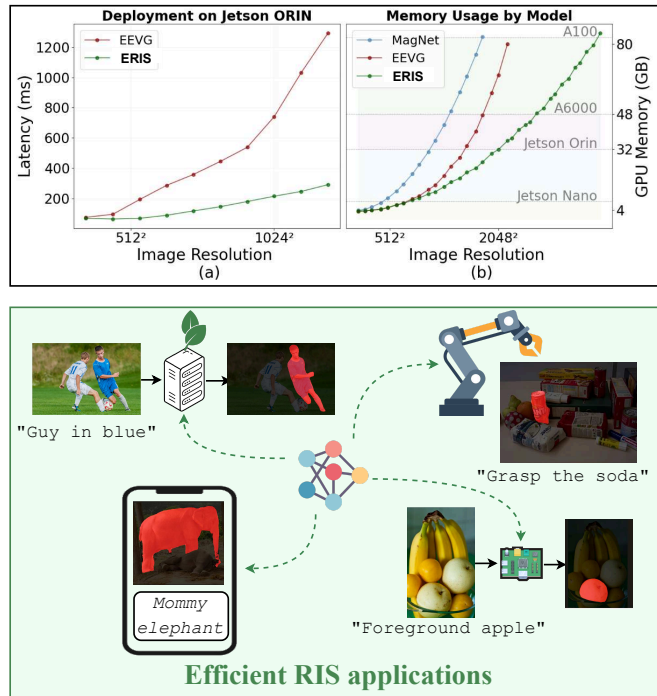 Deployment on Jetson ORIN
Latency (ms)
1200
1000
800
600
400
200
EEVG
ERIS
512²
1024²
Image Resolution
(a)
Memory Usage by Model
MagNet
EEVG
ERIS
A100
A6000
Jetson Orin
Jetson Nano
80
48
32
4
GPU Memory (GB)
512²
2048²
Image Resolution
(b)
"Guy in blue"
"Grasp the soda"
Mommy
elephant
"Foreground apple"
Efficient RIS applications